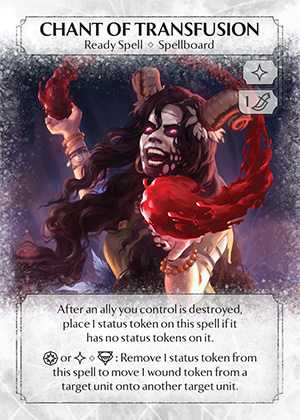 CHANT OF TRANSFUSION
Ready Spell ⬦ Spellboard
1
After an ally you control is destroyed,
place 1 status token on this spell if it
has no status tokens on it.
or ⬦ : Remove 1 status token from
this spell to move 1 wound token from a
target unit onto another target unit.